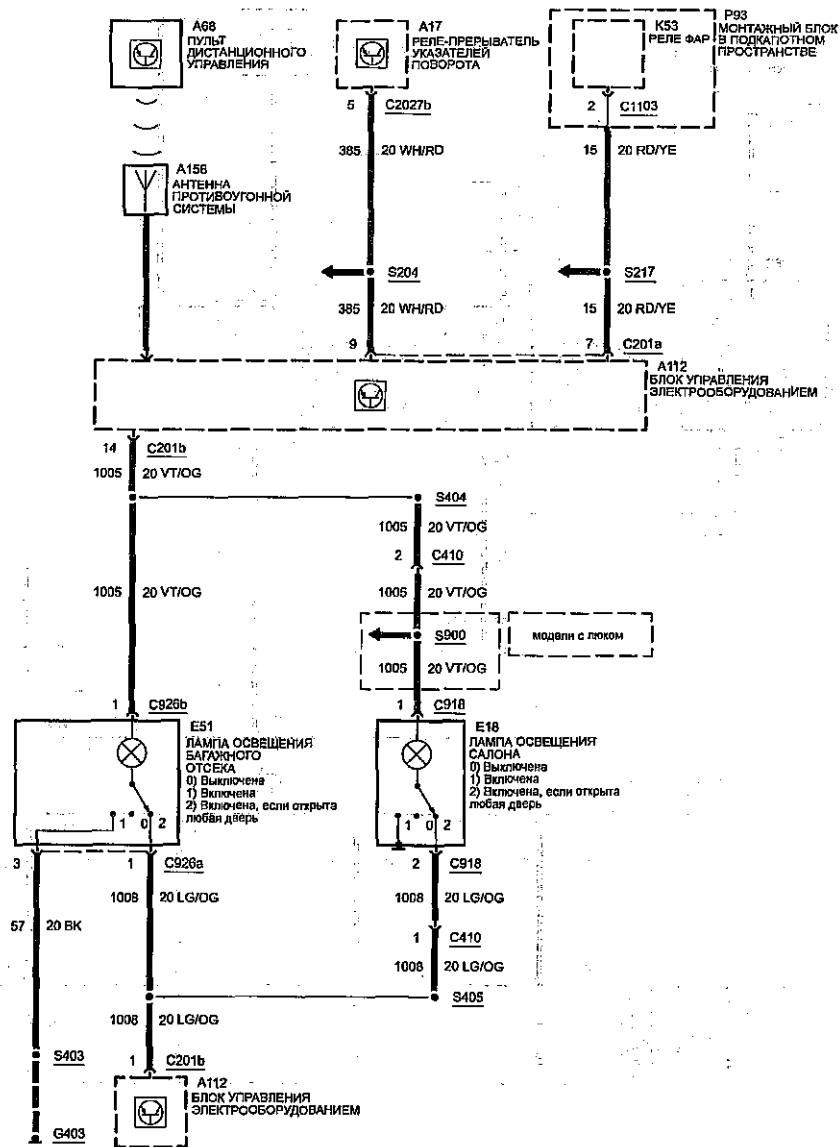 A68
ПУЛЬТ
ДИСТАНЦИОННОГО
УПРАВЛЕНИЯ
A17
РЕЛЕ-ПРЕРЫВАТЕЛЬ
УКАЗАТЕЛЕЙ
ПОВОРОТА
K53
РЕЛЕ ФАР
P93
МОНТАЖНЫЙ БЛОК
В ПОДКАПОТНОМ
ПРОСТРАНСТВЕ
5 C2027b
2 C1103
385 20 WH/RD
15 20 RD/YE
A156
АНТЕННА
ПРОТИВОУГОННОЙ
СИСТЕМЫ
S204
S217
385 20 WH/RD
15 20 RD/YE
9
7 C201a
A112
БЛОК УПРАВЛЕНИЯ
ЭЛЕКТРООБОРУДОВАНИЕМ
14 C201b
1005 20 VT/OG
S404
1005 20 VT/OG
2 C410
1005 20 VT/OG
1005 20 VT/OG
S900
МОДЕЛИ С ЛЮКОМ
1005 20 VT/OG
1 C926b
1 C918
E51
ЛАМПА ОСВЕЩЕНИЯ
БАГАЖНОГО
ОТСЕКА
0) Выключена
1) Включена
2) Включена, если открыта
любая дверь
1 0 2
E18
ЛАМПА ОСВЕЩЕНИЯ
САЛОНА
0) Выключена
1) Включена
2) Включена, если открыта
любая дверь
1 0 2
3
1 C926a
2 C918
1008 20 LG/OG
1008 20 LG/OG
57 20 BK
1 C410
1008 20 LG/OG
S405
1008 20 LG/OG
S403
1 C201b
A112
БЛОК УПРАВЛЕНИЯ
ЭЛЕКТРООБОРУДОВАНИЕМ
G403